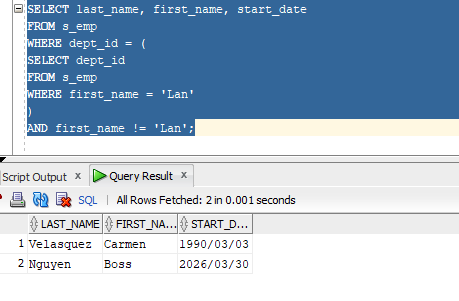 SELECT last_name, first_name, start_date
FROM s_emp
WHERE dept_id = (
SELECT dept_id
FROM s_emp
WHERE first_name = 'Lan'
)
AND first_name != 'Lan';
Script Output x Query Result x
SQL | All Rows Fetched: 2 in 0.001 seconds
LAST_NAME FIRST_NA... START_D...
1 Velasquez Carmen 1990/03/03
2 Nguyen Boss 2026/03/30